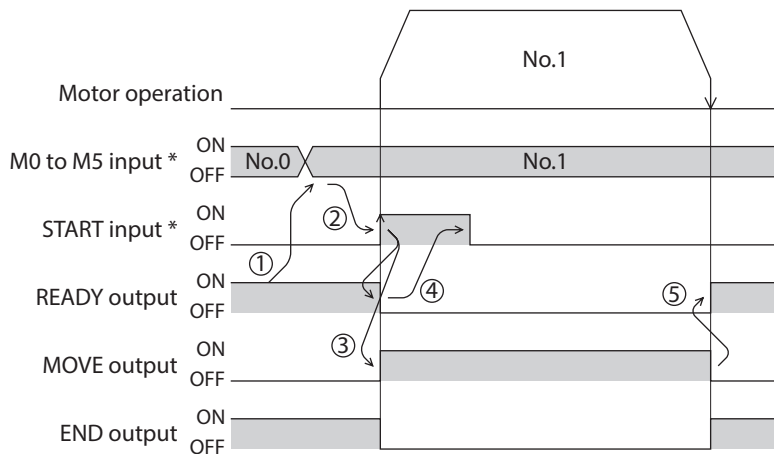 No.1
Motor operation
M0 to M5 input *
ON
OFF
No.0
No.1
START input *
ON
OFF
②
①
READY output
ON
OFF
④
⑤
MOVE output
ON
OFF
③
END output
ON
OFF